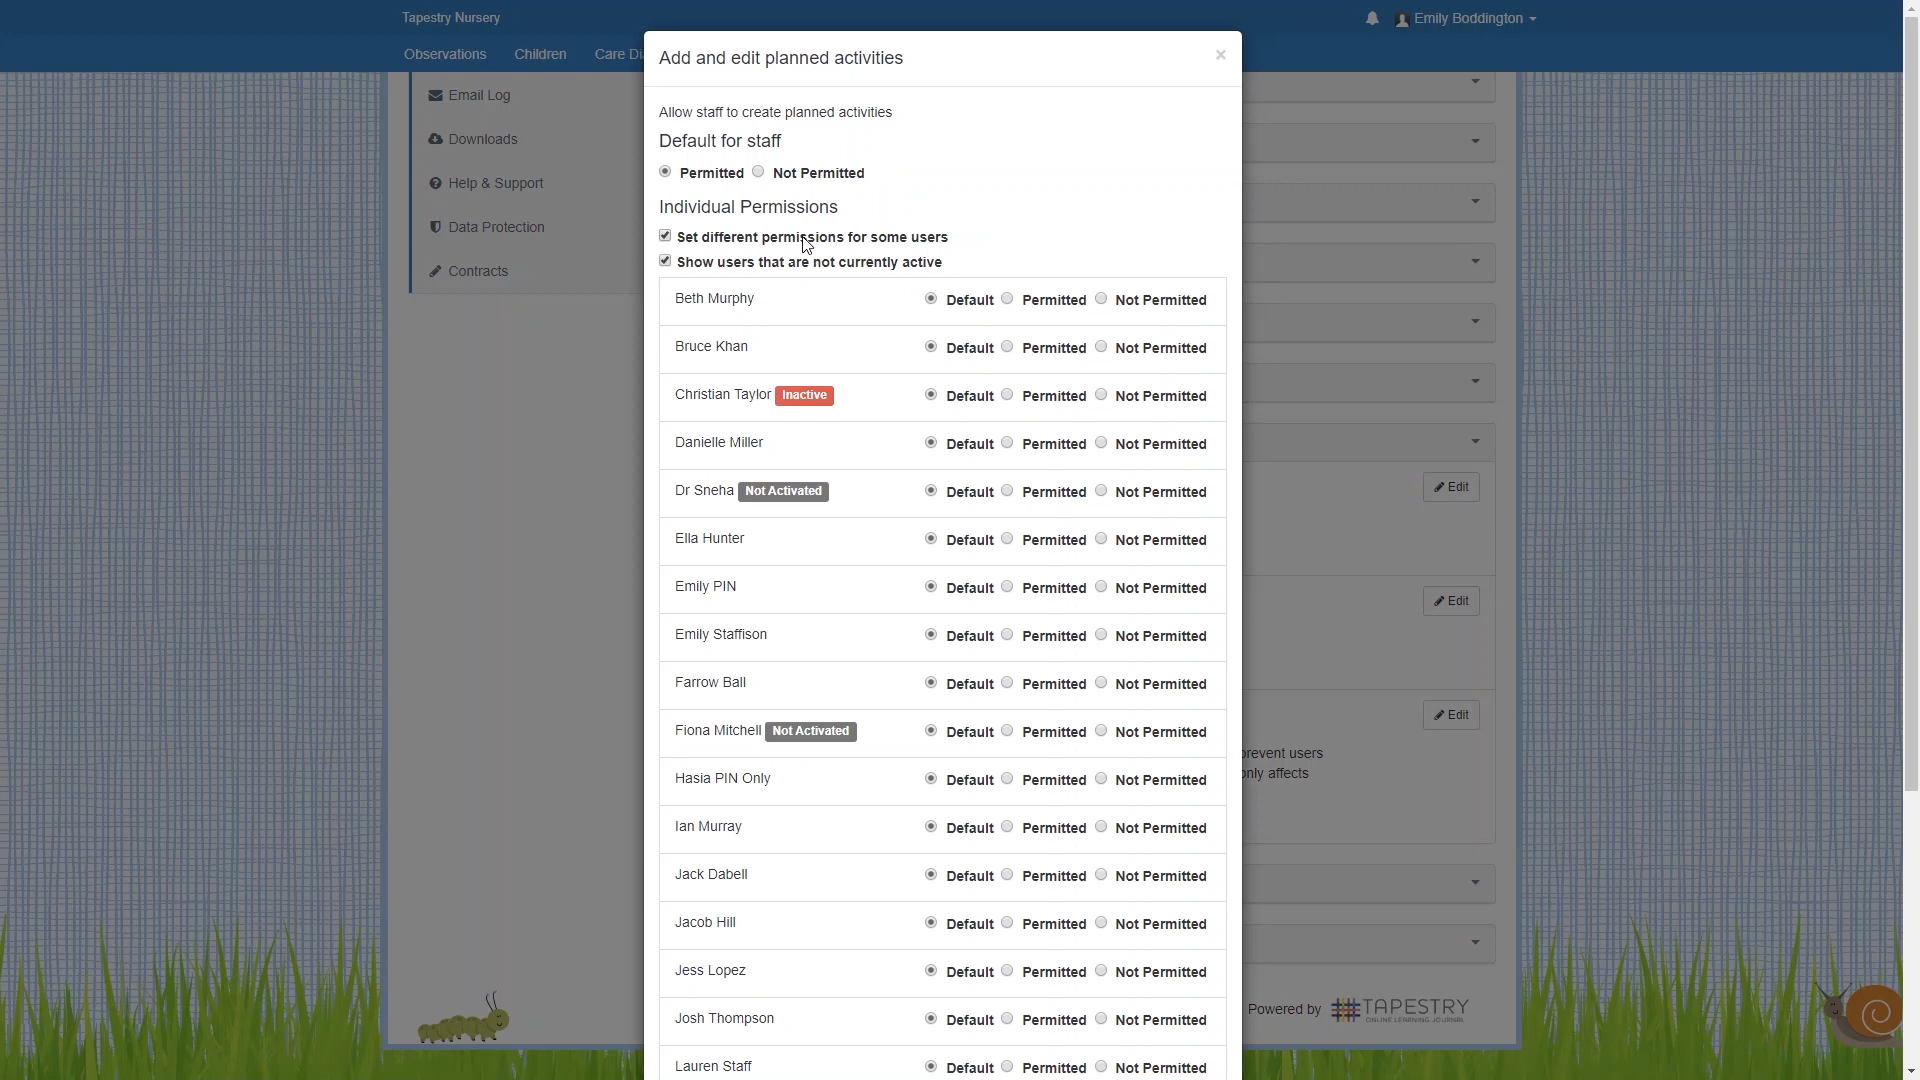 Tapestry Nursery
Emily Boddington
Observations Children Care Di
Add and edit planned activities
×
Email Log
Downloads
Help & Support
Data Protection
Contracts
Allow staff to create planned activities
Default for staff
Permitted Not Permitted
Individual Permissions
Set different permissions for some users
Show users that are not currently active
Beth Murphy Default Permitted Not Permitted
Bruce Khan Default Permitted Not Permitted
Christian Taylor Inactive Default Permitted Not Permitted
Danielle Miller Default Permitted Not Permitted
Dr Sneha Not Activated Default Permitted Not Permitted
Ella Hunter Default Permitted Not Permitted
Emily PIN Default Permitted Not Permitted
Emily Staffison Default Permitted Not Permitted
Farrow Ball Default Permitted Not Permitted
Fiona Mitchell Not Activated Default Permitted Not Permitted
Hasia PIN Only Default Permitted Not Permitted
Ian Murray Default Permitted Not Permitted
Jack Dabell Default Permitted Not Permitted
Jacob Hill Default Permitted Not Permitted
Jess Lopez Default Permitted Not Permitted
Josh Thompson Default Permitted Not Permitted
Lauren Staff Default Permitted Not Permitted
Edit
Edit
Edit
prevent users
only affects
Powered by TAPESTRY
ONLINE LEARNING JOURNAL